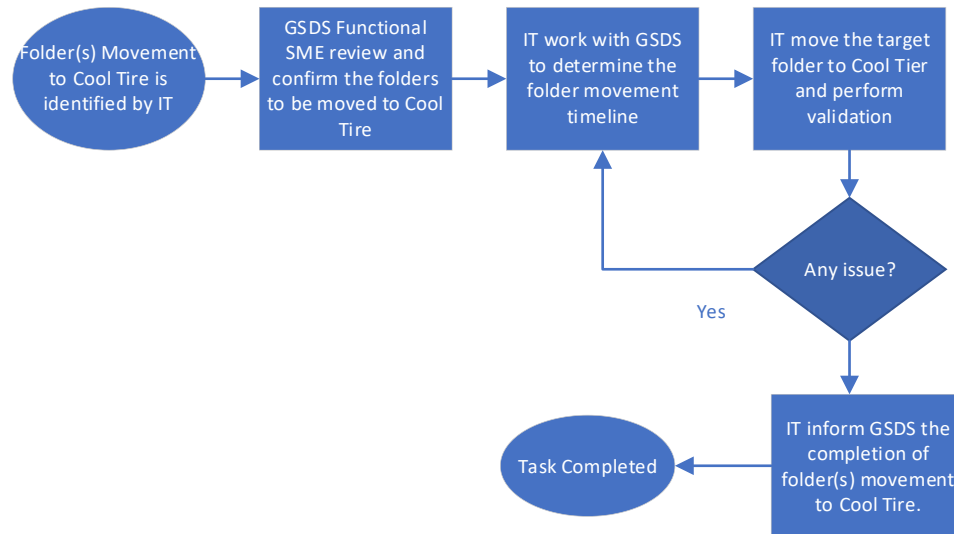 Folder(s) Movement
to Cool Tire is
identified by IT
GSDS Functional
SME review and
confirm the folders
to be moved to Cool
Tire
IT work with GSDS
to determine the
folder movement
timeline
IT move the target
folder to Cool Tier
and perform
validation
Any issue?
Yes
IT inform GSDS the
completion of
folder(s) movement
to Cool Tire.
Task Completed